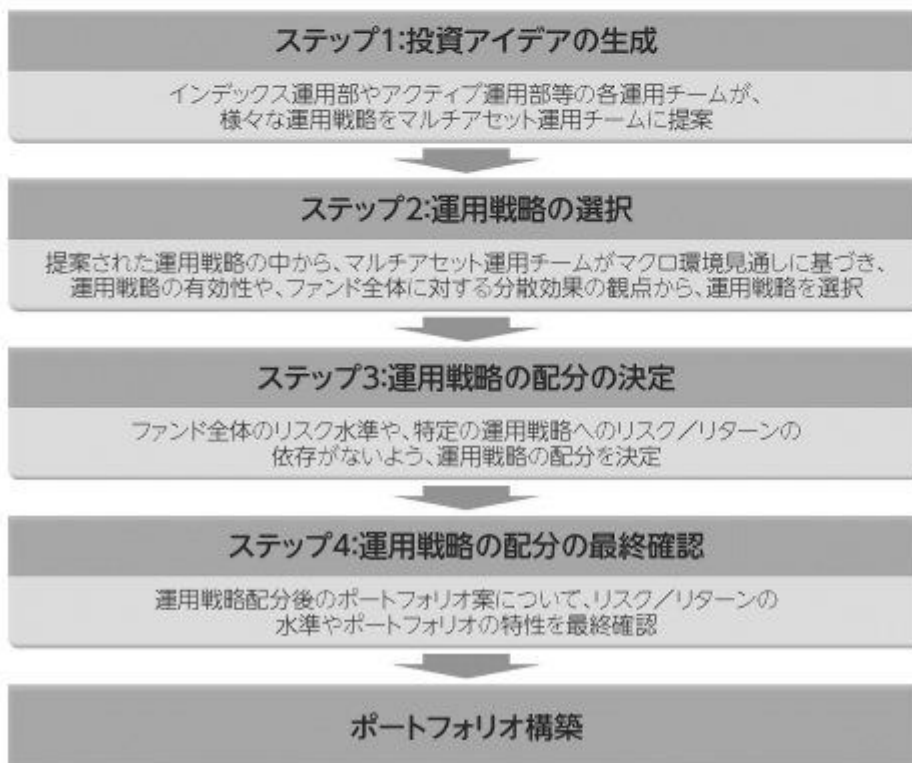 ステップ1:投資アイデアの生成
インデックス運用部やアクティブ運用部等の各運用チームが、
様々な運用戦略をマルチアセット運用チームに提案
ステップ2:運用戦略の選択
提案された運用戦略の中から、マルチアセット運用チームがマクロ環境見通しに基づき、
運用戦略の有効性や、ファンド全体に対する分散効果の観点から、運用戦略を選択
ステップ3:運用戦略の配分の決定
ファンド全体のリスク水準や、特定の運用戦略へのリスク/リターンの
依存がないよう、運用戦略の配分を決定
ステップ4:運用戦略の配分の最終確認
運用戦略配分後のポートフォリオ案について、リスク/リターンの
水準やポートフォリオの特性を最終確認
ポートフォリオ構築